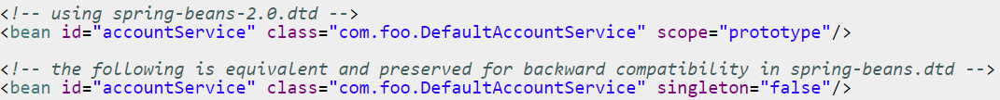 <!-- using spring-beans-2.0.dtd -->
<bean id="accountService" class="com.foo.DefaultAccountService" scope="prototype"/>
<!-- the following is equivalent and preserved for backward compatibility in spring-beans.dtd -->
<bean id="accountService" class="com.foo.DefaultAccountService" singleton="false"/>